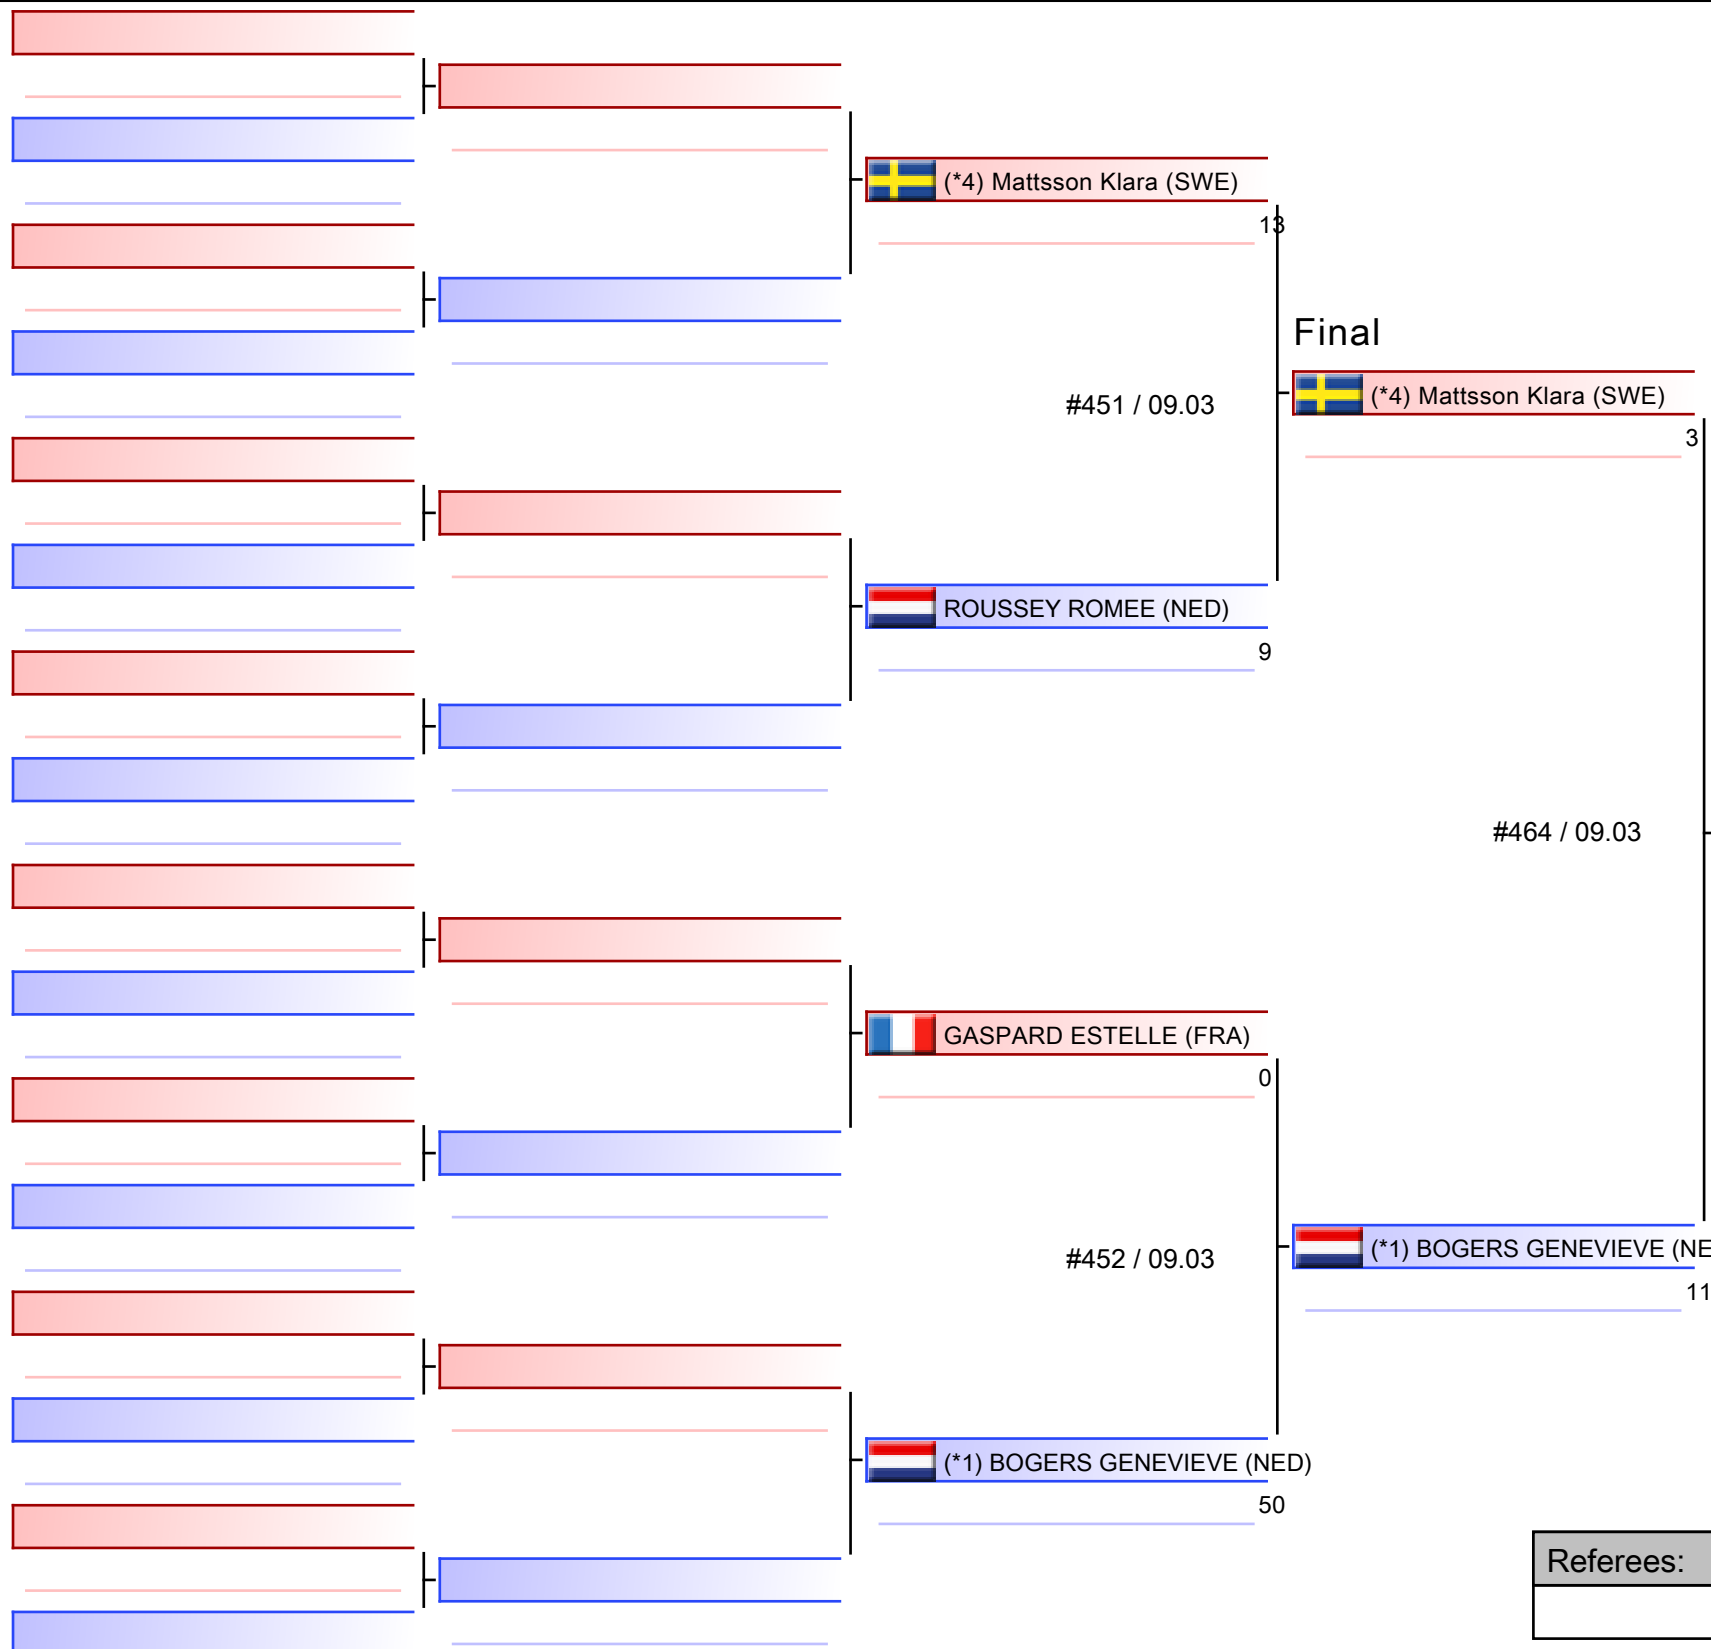 (*4) Mattsson Klara (SWE)
13
Final
#451 / 09.03
(*4) Mattsson Klara (SWE)
3
ROUSSEY ROMEE (NED)
9
#464 / 09.03
GASPARD ESTELLE (FRA)
0
#452 / 09.03
(*1) BOGERS GENEVIEVE (NE
11
(*1) BOGERS GENEVIEVE (NED)
50
Referees: